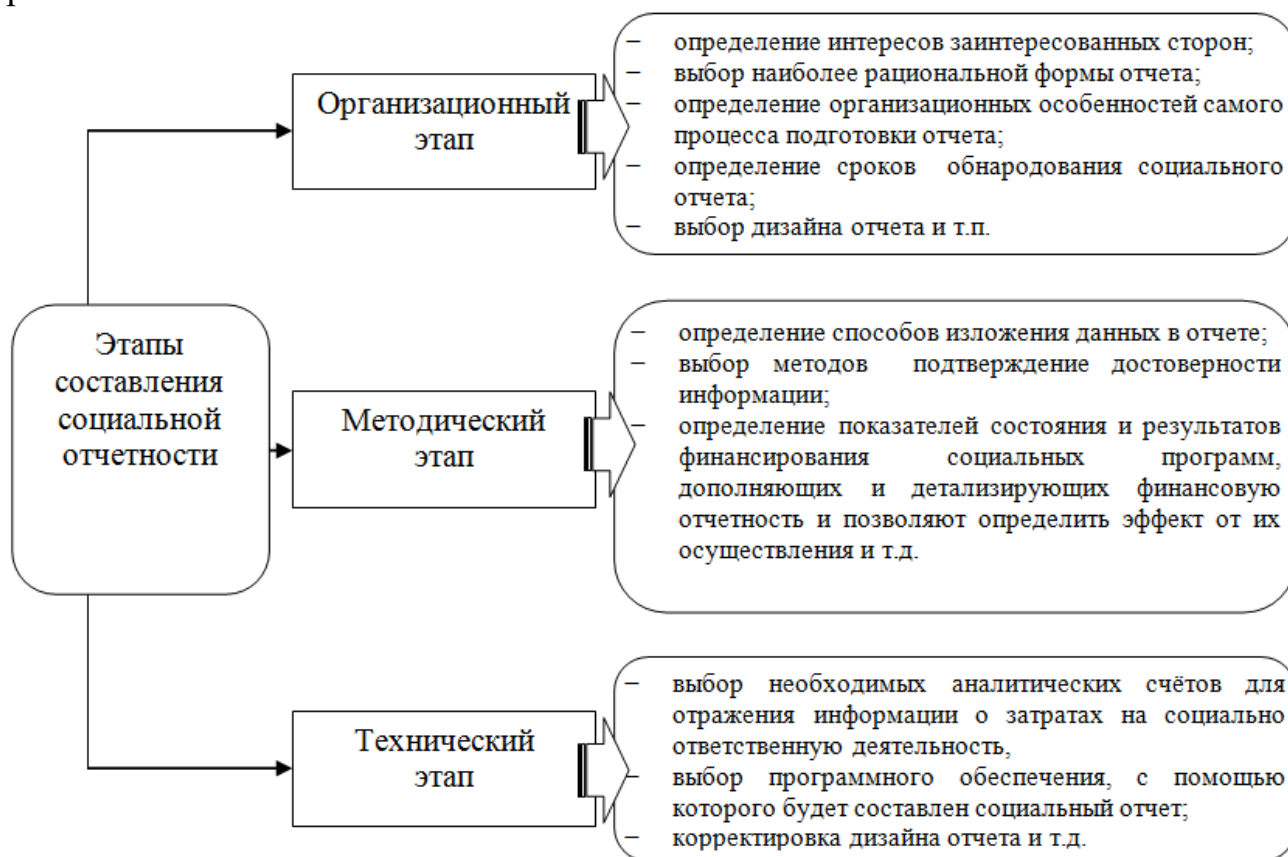 определение интересов заинтересованных сторон;
выбор наиболее рациональной формы отчета;
определение организационных особенностей самого
процесса подготовки отчета;
определение сроков обнародования социального
отчета;
выбор дизайна отчета и т.п.
Организационный
этап
Этапы
составления
социальной
отчетности
Методический
этап
определение способов изложения данных в отчете;
выбор методов подтверждение достоверности
информации;
определение показателей состояния и результатов
финансирования социальных программ,
дополняющих и детализирующих финансовую
отчетность и позволяют определить эффект от их
осуществления и т.д.
Технический
этап
выбор необходимых аналитических счётов для
отражения информации о затратах на социально
ответственную деятельность,
выбор программного обеспечения, с помощью
которого будет составлен социальный отчет;
корректировка дизайна отчета и т.д.